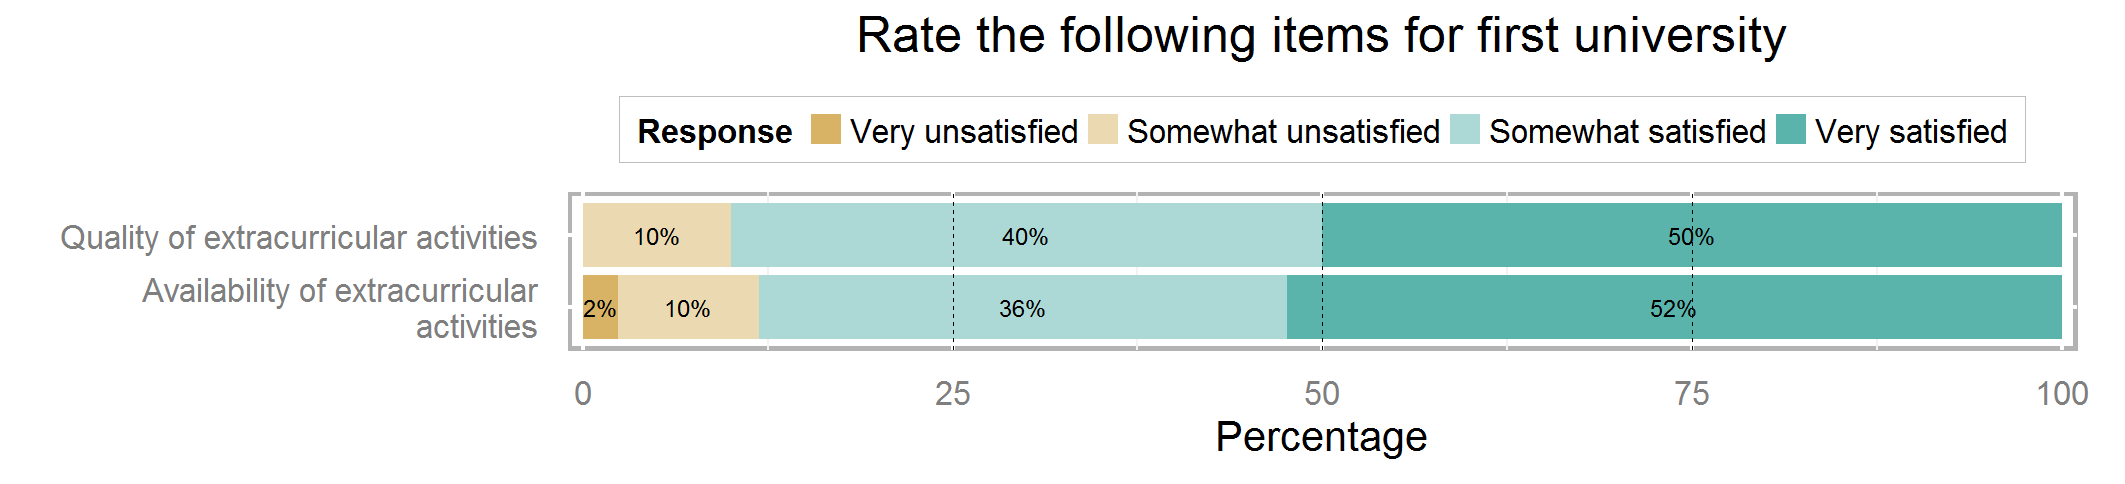 Rate the following items for first university
Response Very unsatisfied Somewhat unsatisfied Somewhat satisfied Very satisfied
Quality of extracurricular activities
10% 40% 50%
Availability of extracurricular
activities
2% 10% 36% 52%
0 25 50 75 100
Percentage